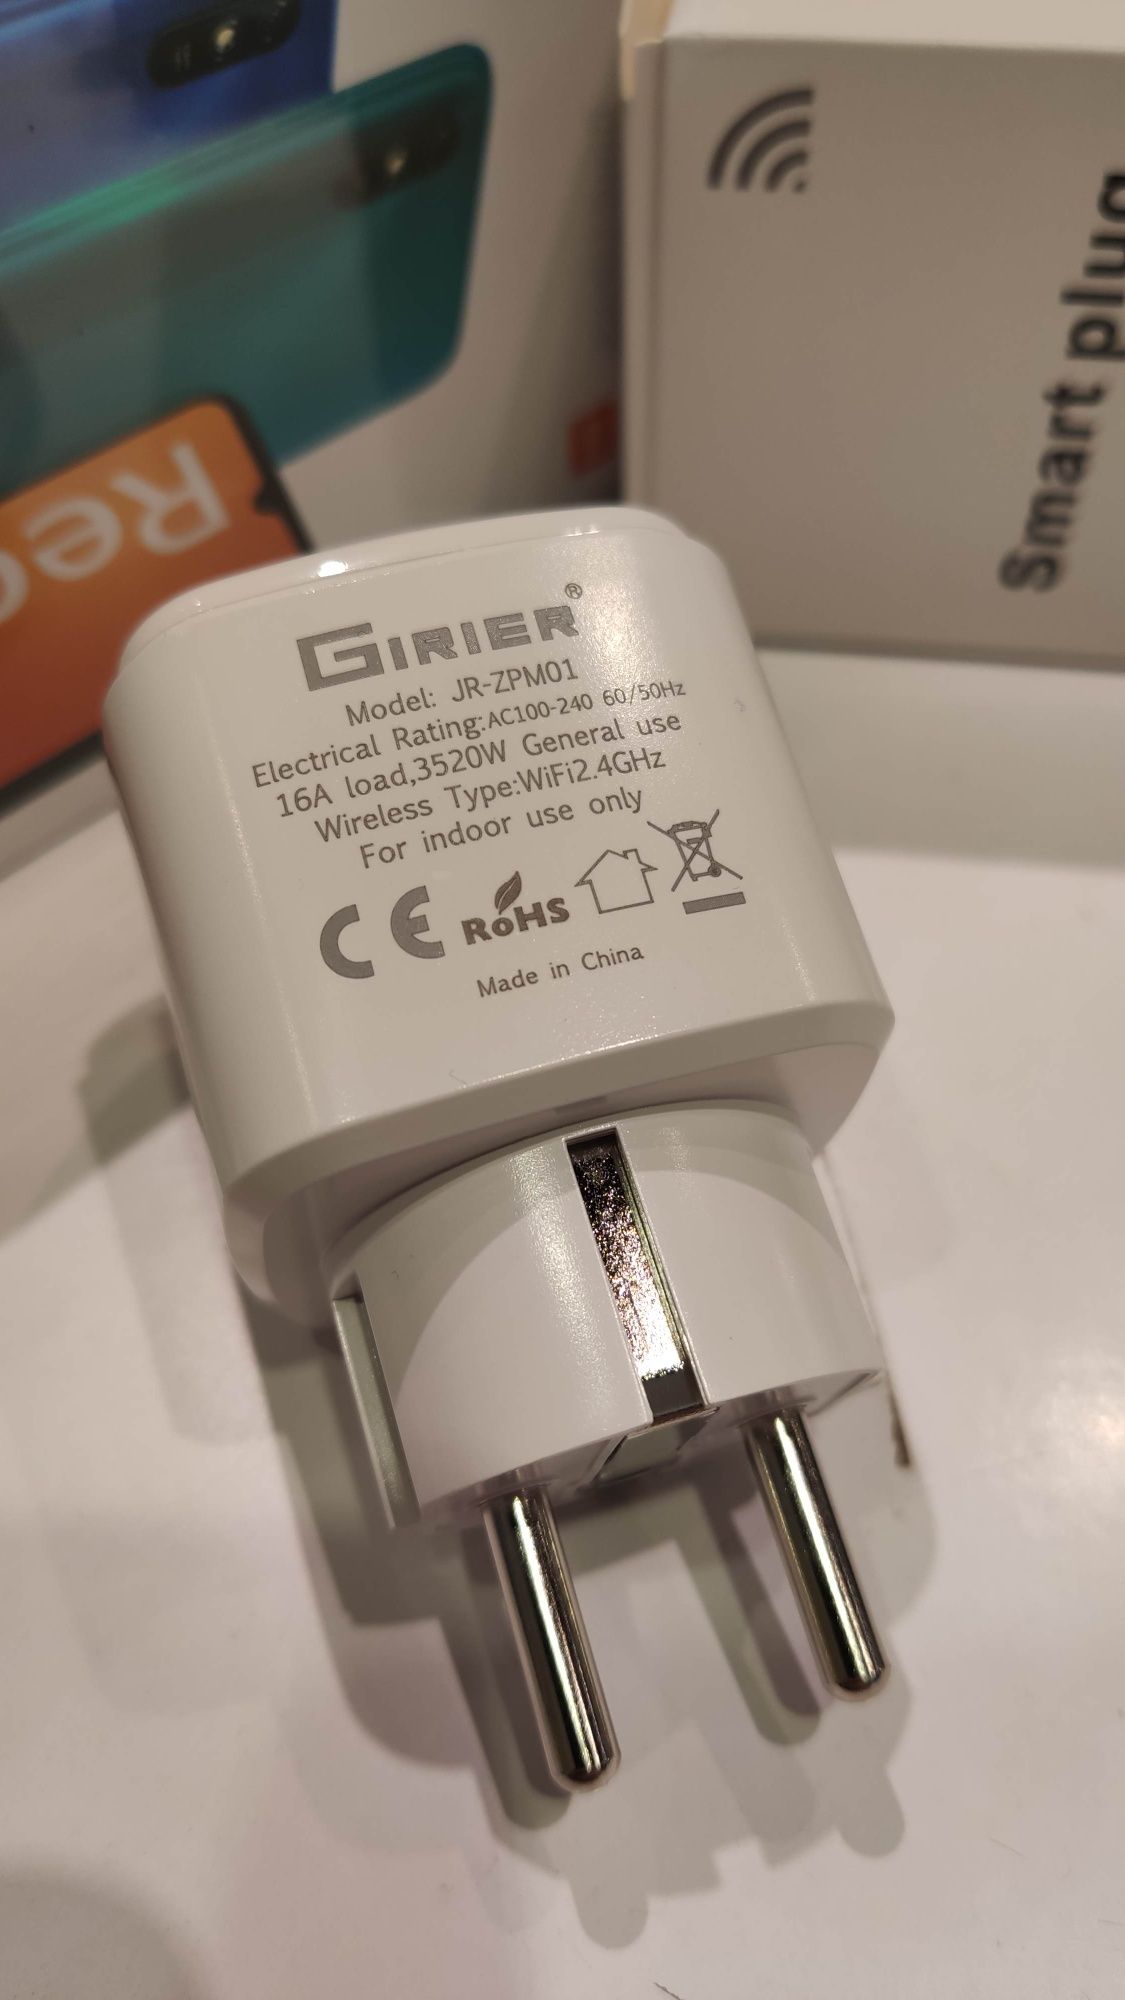 Smart plug
GIRIER®
Model: JR-ZPM01
Electrical Rating:AC100-240 60/50Hz
16A load,3520W General use
Wireless Type:WiFi2.4GHz
For indoor use only
CE RoHS
Made in China